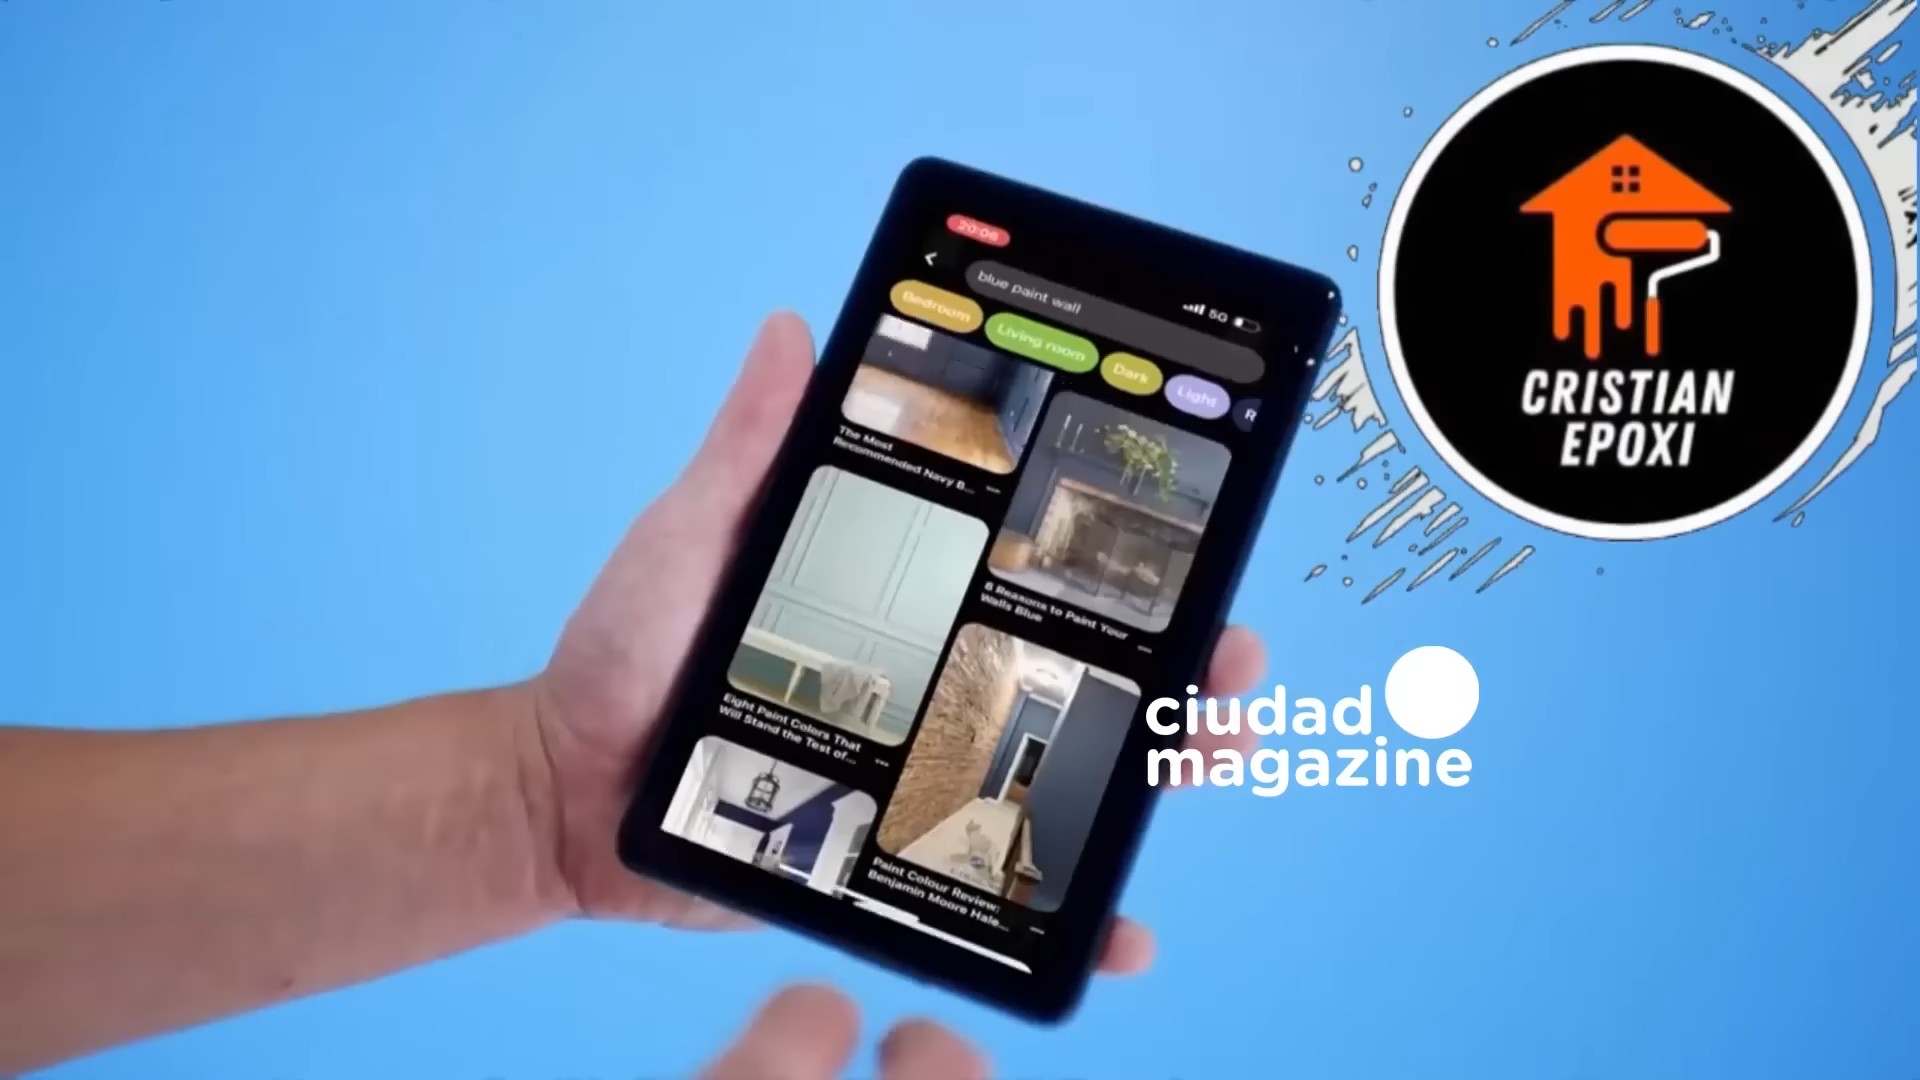 20:06
5G
blue paint wall
Bedroom
Living room
Dark
Light
R
The Most
Recommended Navy B...
8 Reasons to Paint Your
Walls Blue
Eight Paint Colors That
Will Stand the Test of...
Paint Colour Review:
Benjamin Moore Hale...
CRISTIAN
EPOXI
ciudad
magazine